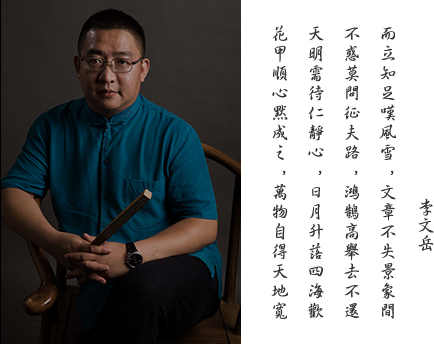 李文岳
而立知足嘆風雪，文章不失景象間
不惑莫問征夫路，鴻鵠高舉去不還
天明需待仁靜心，日月升落四海歡
花甲順心黙成之，萬物自得天地寬